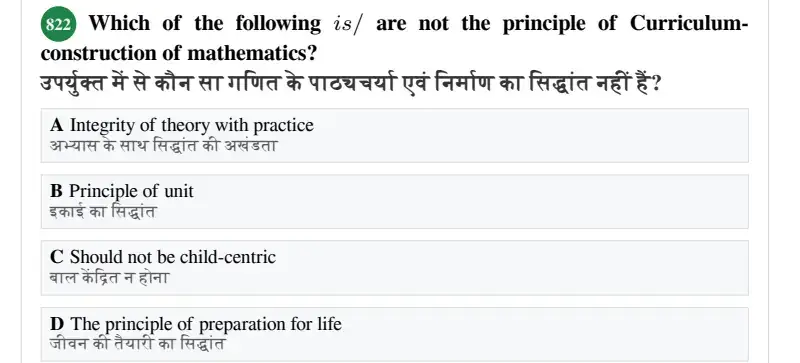 822 Which of the following is/ are not the principle of Curriculum-
construction of mathematics?
उपर्युक्त में से कौन सा गणित के पाठ्यचर्या एवं निर्माण का सिद्धांत नहीं हैं?
A Integrity of theory with practice
अभ्यास के साथ सिद्धांत की अखंडता
B Principle of unit
इकाई का सिद्धांत
C Should not be child-centric
बाल केंद्रित न होना
D The principle of preparation for life
जीवन की तैयारी का सिद्धांत